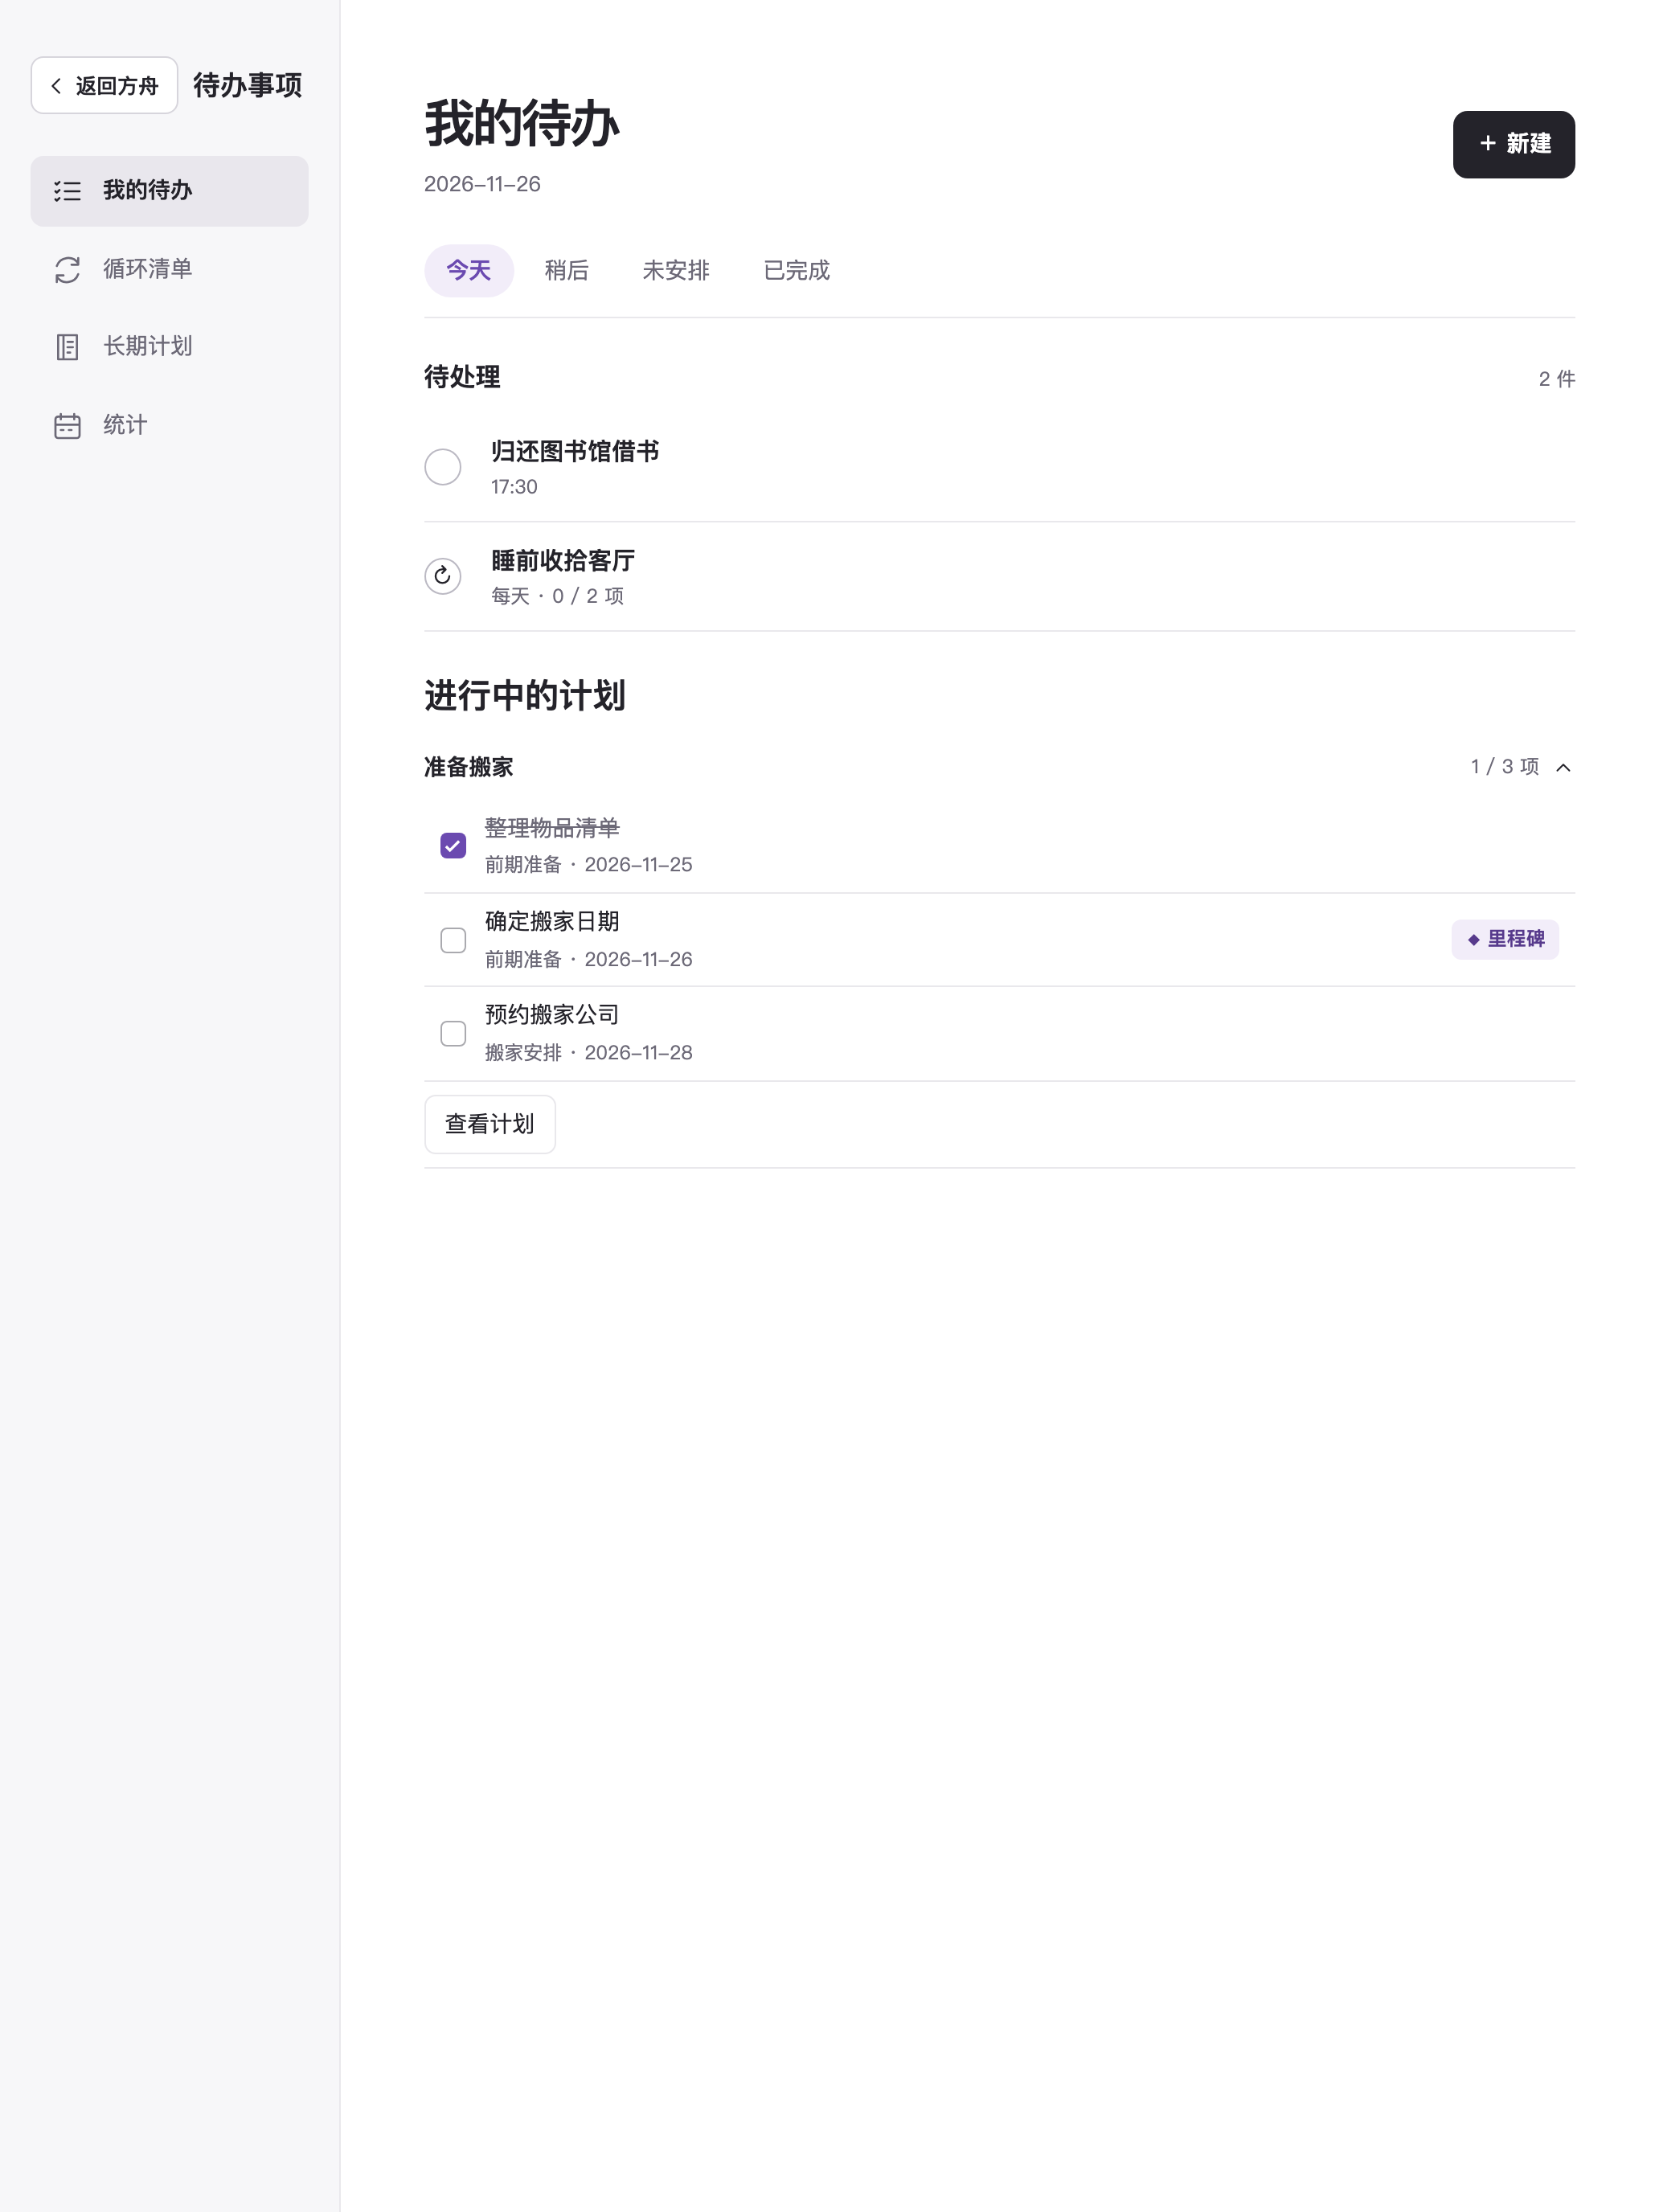 返回方舟
待办事项
我的待办
循环清单
长期计划
统计
我的待办
2026–11–26
+ 新建
今天
稍后
未安排
已完成
待处理
2 件
归还图书馆借书
17:30
睡前收拾客厅
每天 · 0 / 2 项
进行中的计划
准备搬家
1 / 3 项
整理物品清单
前期准备 · 2026–11–25
确定搬家日期
前期准备 · 2026–11–26
◆ 里程碑
预约搬家公司
搬家安排 · 2026–11–28
查看计划